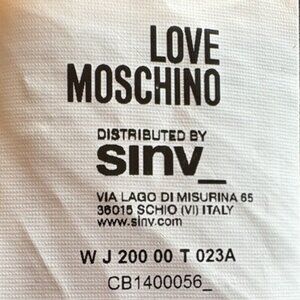 LOVE
MOSCHINO
DISTRIBUTED BY
sinv_
VIA LAGO DI MISURINA 65
36015 SCHIO (VI) ITALY
www.sinv.com
W J 200 00 T 023A
CB1400056_